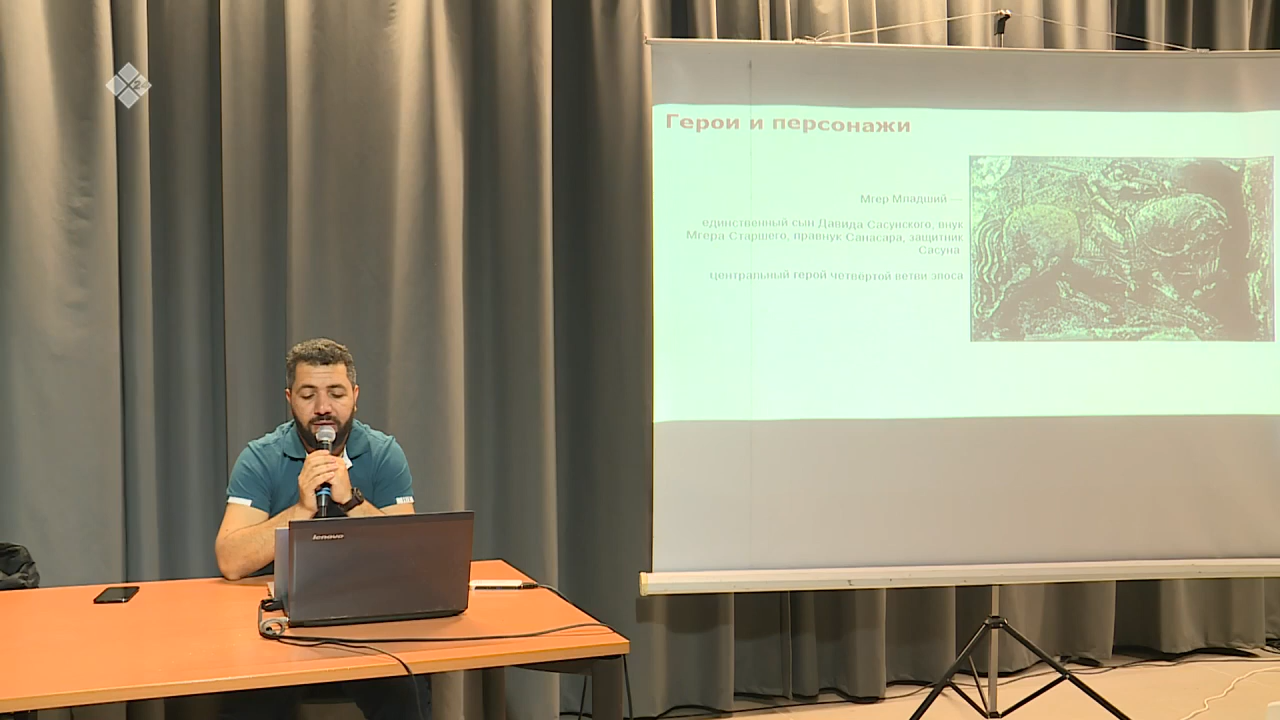 Герои и персонажи
Мгер Младший —
единственный сын Давида Сасунского, внук
Мгера Старшего, правнук Санасара, защитник
Сасуна
центральный герой четвёртой ветви эпоса
lenovo